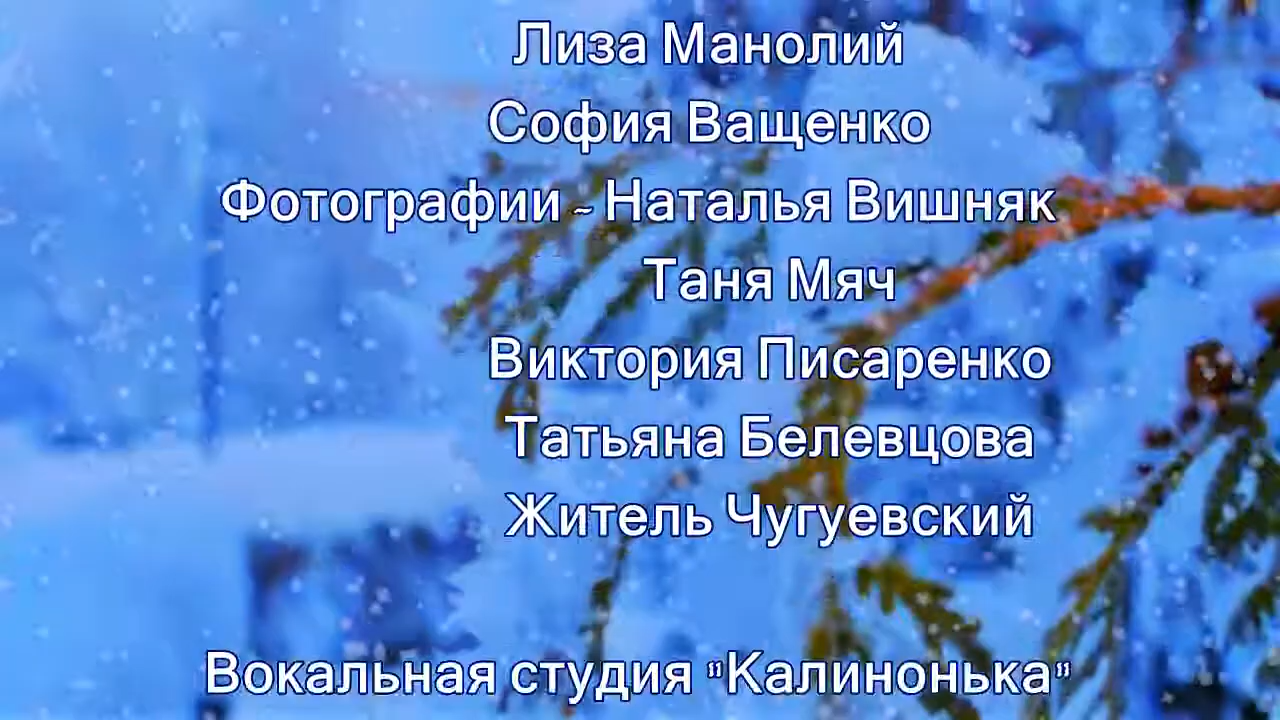 Лиза Манолий
София Ващенко
Фотографии - Наталья Вишняк
Таня Мяч
Виктория Писаренко
Татьяна Белевцова
Житель Чугуевский
Вокальная студия "Калинонька"